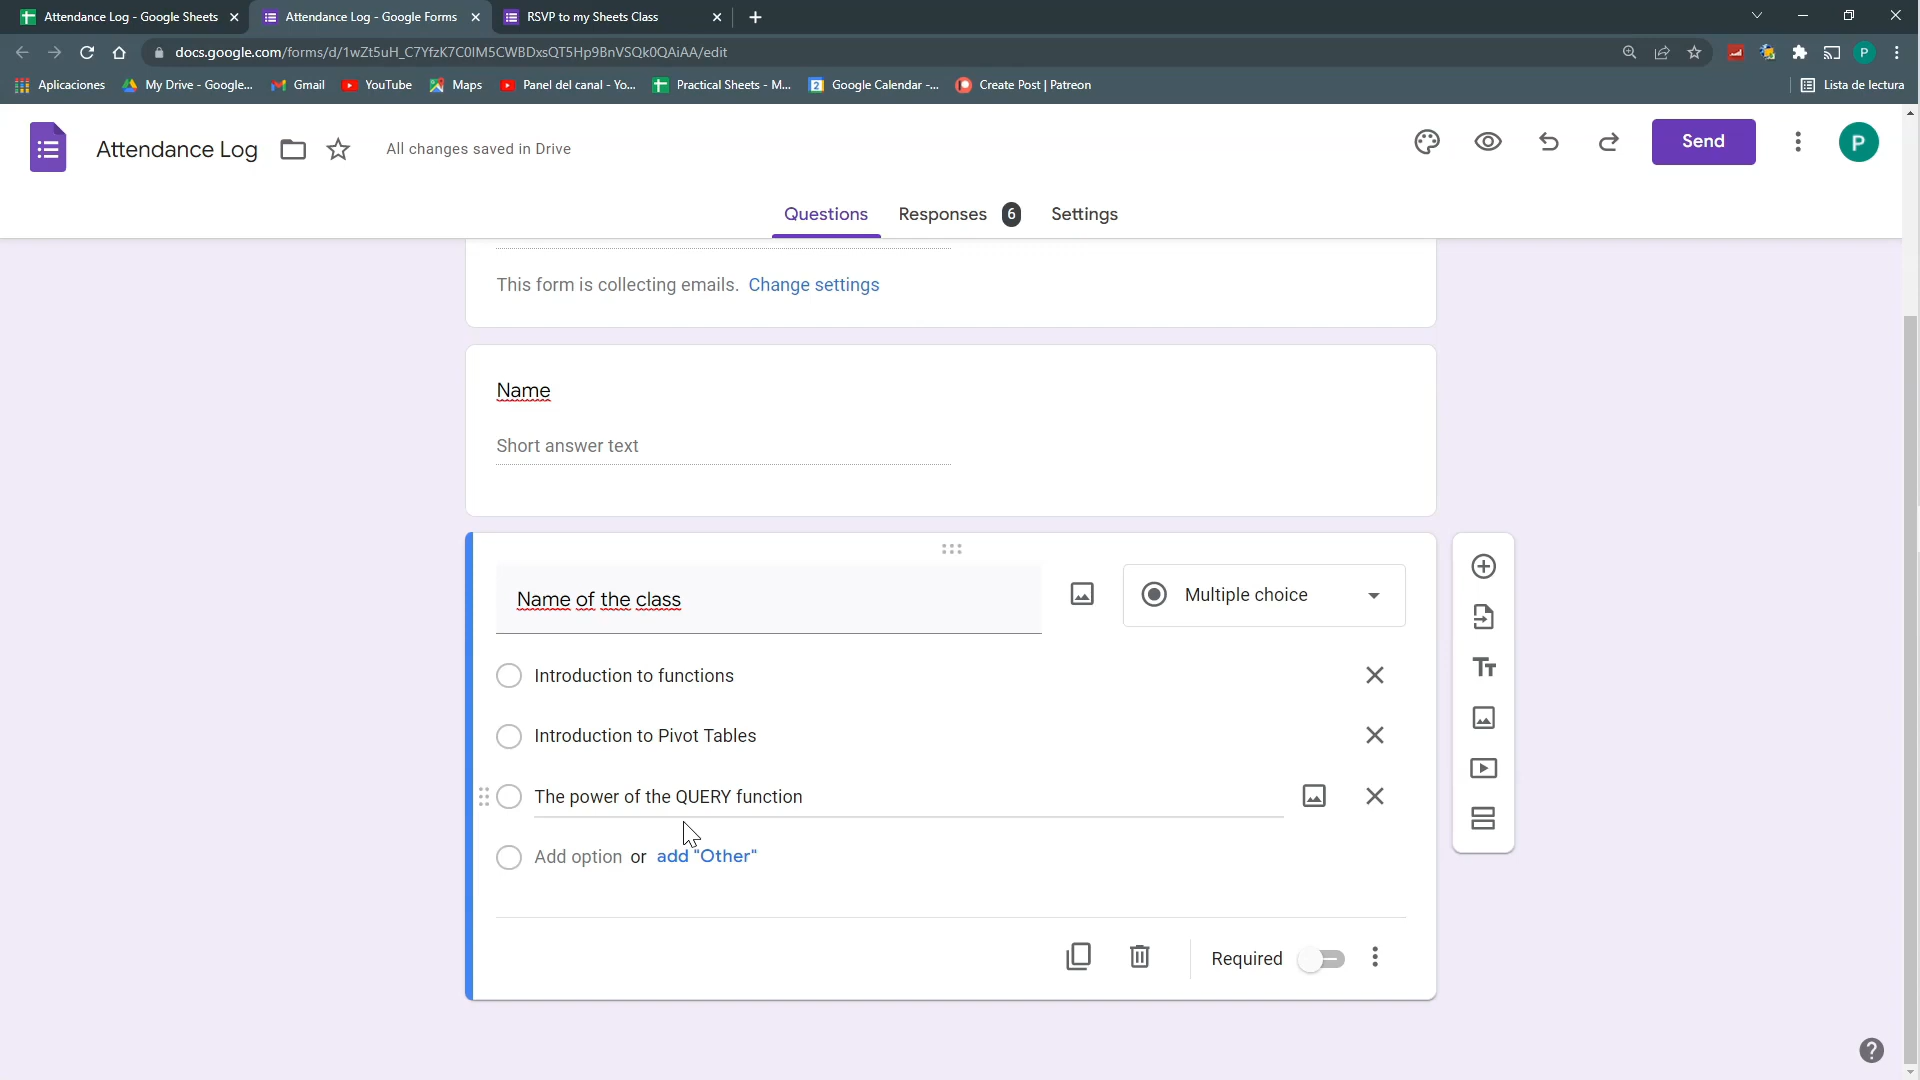 Attendance Log - Google Sheets
Attendance Log - Google Forms
RSVP to my Sheets Class
docs.google.com/forms/d/1wZt5uH_C7YfzK7C0IM5CWBDxsQT5Hp9BnVSQk0QAiAA/edit
Aplicaciones
My Drive - Google...
Gmail
YouTube
Maps
Panel del canal - Yo...
Practical Sheets - M...
Google Calendar -...
Create Post | Patreon
Lista de lectura
Attendance Log
All changes saved in Drive
Send
P
Questions
Responses 6
Settings
This form is collecting emails. Change settings
Name
Short answer text
Name of the class
Multiple choice
Introduction to functions
Introduction to Pivot Tables
The power of the QUERY function
Add option or add "Other"
Required